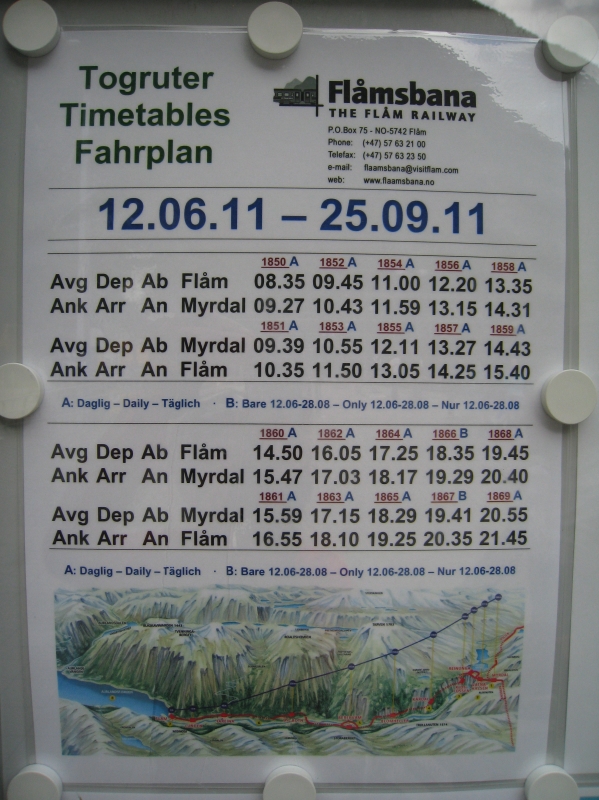 Togruter
Timetables
Fahrplan
Flåmsbana
THE FLÅM RAILWAY
P.O.Box 75 - NO-5742 Flåm
Phone: (+47) 57 63 21 00
Telefax: (+47) 57 63 23 50
e-mail: flaamsbana@visitflam.com
web: www.flaamsbana.no
12.06.11 – 25.09.11
1850 A 1852 A 1854 A 1856 A 1858 A
Avg Dep Ab Flåm 08.35 09.45 11.00 12.20 13.35
Ank Arr An Myrdal 09.27 10.43 11.59 13.15 14.31
1851 A 1853 A 1855 A 1857 A 1859 A
Avg Dep Ab Myrdal 09.39 10.55 12.11 13.27 14.43
Ank Arr An Flåm 10.35 11.50 13.05 14.25 15.40
A: Daglig – Daily – Täglich · B: Bare 12.06-28.08 – Only 12.06-28.08 – Nur 12.06-28.08
1860 A 1862 A 1864 A 1866 B 1868 A
Avg Dep Ab Flåm 14.50 16.05 17.25 18.35 19.45
Ank Arr An Myrdal 15.47 17.03 18.17 19.29 20.40
1861 A 1863 A 1865 A 1867 B 1869 A
Avg Dep Ab Myrdal 15.59 17.15 18.29 19.41 20.55
Ank Arr An Flåm 16.55 18.10 19.25 20.35 21.45
A: Daglig – Daily – Täglich · B: Bare 12.06-28.08 – Only 12.06-28.08 – Nur 12.06-28.08